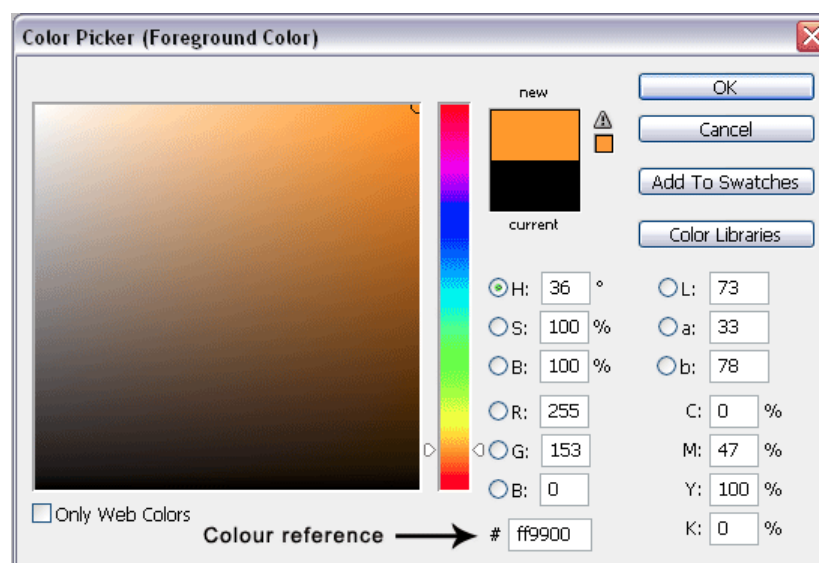 Color Picker (Foreground Color)
new
current
OK
Cancel
Add To Swatches
Color Libraries
H: 36 °
S: 100 %
B: 100 %
R: 255
G: 153
B: 0
# ff9900
L: 73
a: 33
b: 78
C: 0 %
M: 47 %
Y: 100 %
K: 0 %
Only Web Colors
Colour reference